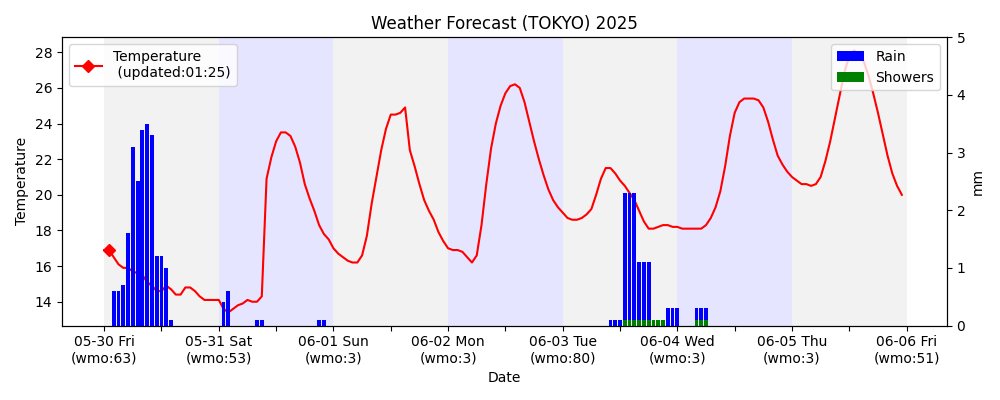 Weather Forecast (TOKYO) 2025
Temperature
(updated:01:25)
Rain
Showers
28
26
24
22
20
18
16
14
Temperature
5
4
3
2
1
0
mm
05-30 Fri
(wmo:63)
05-31 Sat
(wmo:53)
06-01 Sun
(wmo:3)
06-02 Mon
(wmo:3)
06-03 Tue
(wmo:80)
06-04 Wed
(wmo:3)
06-05 Thu
(wmo:3)
06-06 Fri
(wmo:51)
Date